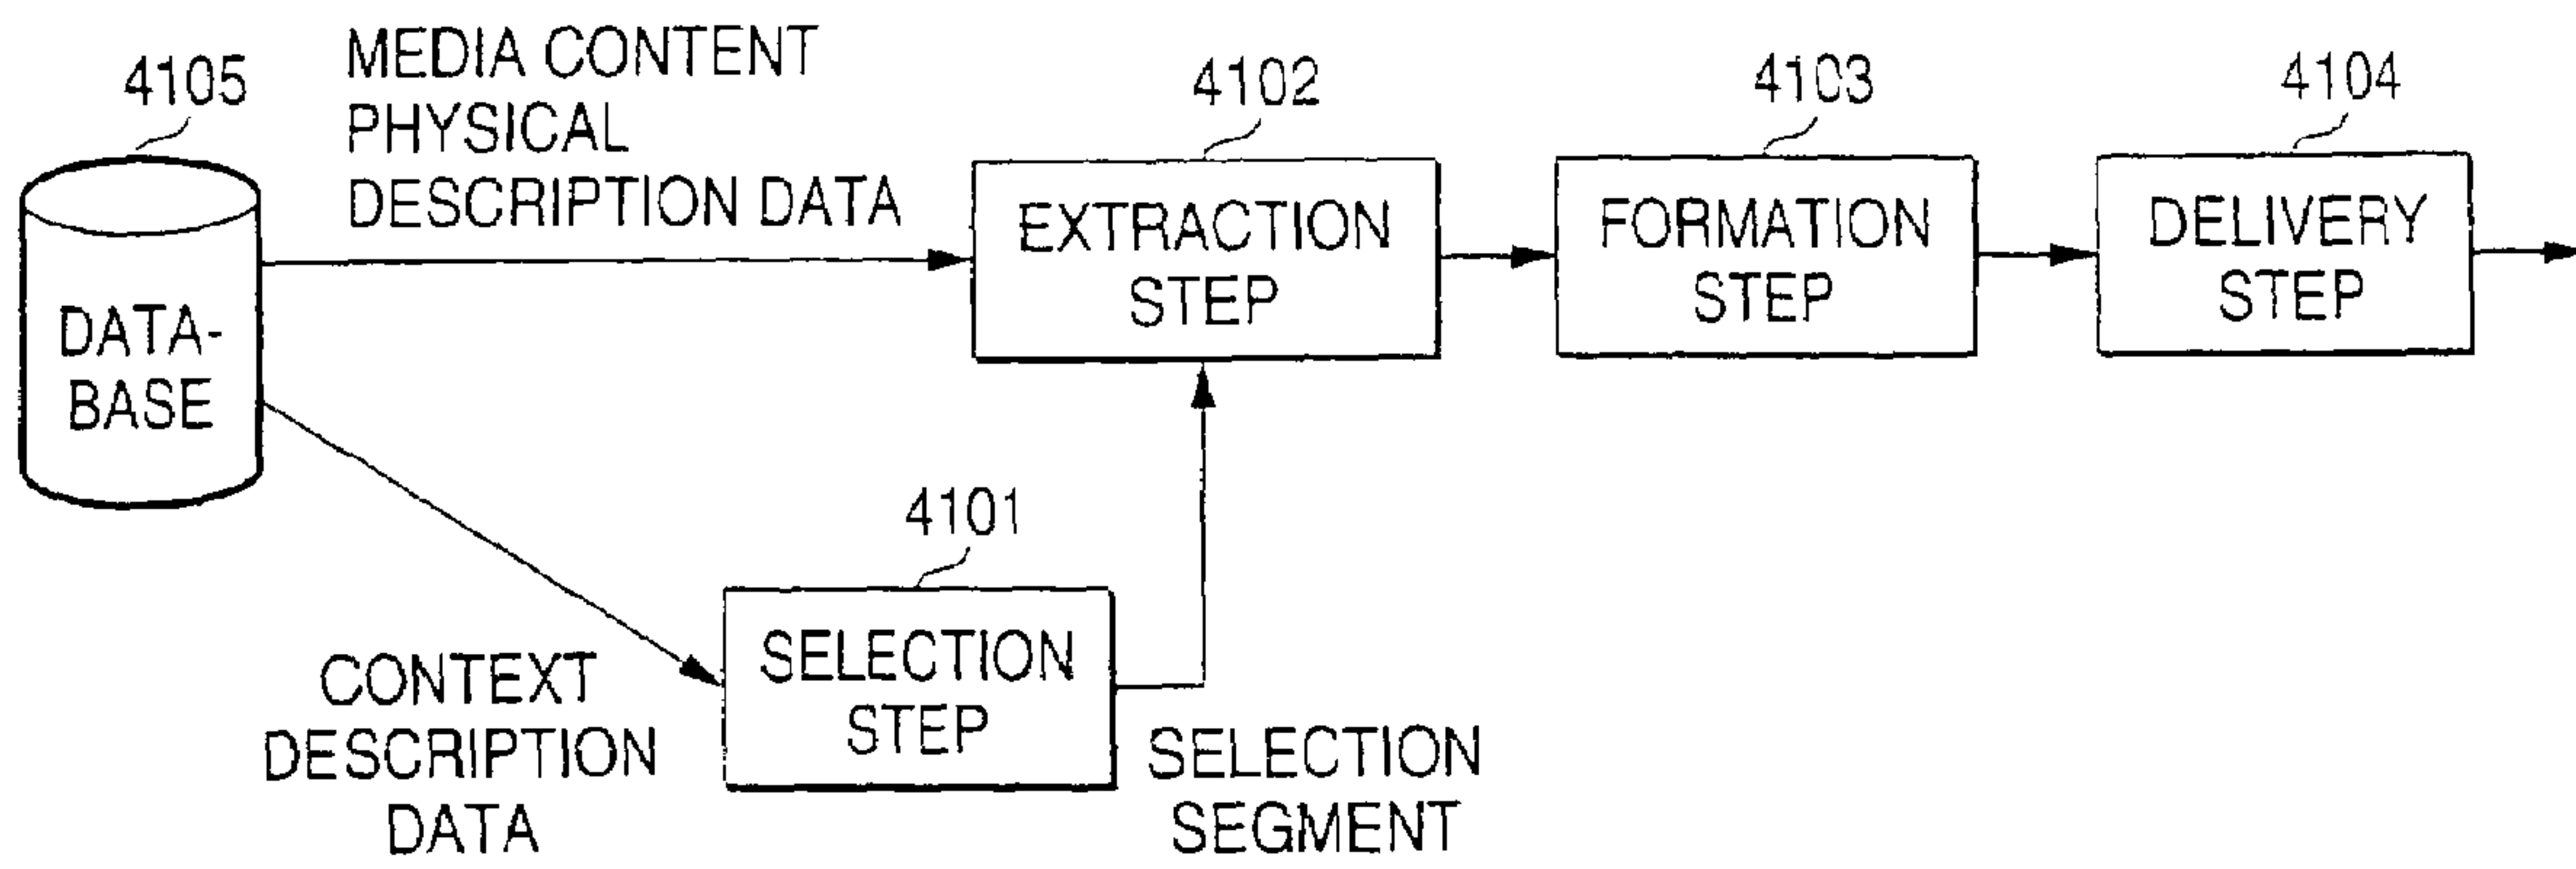 4105
MEDIA CONTENT
PHYSICAL
DESCRIPTION DATA
4102
4103
4104
DATA-
BASE
EXTRACTION
STEP
FORMATION
STEP
DELIVERY
STEP
4101
SELECTION
STEP
CONTEXT
DESCRIPTION
DATA
SELECTION
SEGMENT